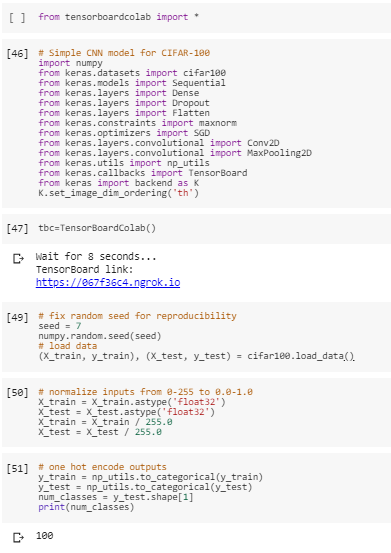 [ ] from tensorboardcolab import *
[46] # Simple CNN model for CIFAR-100
import numpy
from keras.datasets import cifar100
from keras.models import Sequential
from keras.layers import Dense
from keras.layers import Dropout
from keras.layers import Flatten
from keras.constraints import maxnorm
from keras.optimizers import SGD
from keras.layers.convolutional import Conv2D
from keras.layers.convolutional import MaxPooling2D
from keras.utils import np_utils
from keras.callbacks import TensorBoard
from keras import backend as K
K.set_image_dim_ordering('th')
[47] tbc=TensorBoardColab()
Wait for 8 seconds...
TensorBoard link:
https://067f36c4.ngrok.io
[49] # fix random seed for reproducibility
seed = 7
numpy.random.seed(seed)
# load data
(X_train, y_train), (X_test, y_test) = cifar100.load_data()
[50] # normalize inputs from 0-255 to 0.0-1.0
X_train = X_train.astype('float32')
X_test = X_test.astype('float32')
X_train = X_train / 255.0
X_test = X_test / 255.0
[51] # one hot encode outputs
y_train = np_utils.to_categorical(y_train)
y_test = np_utils.to_categorical(y_test)
num_classes = y_test.shape[1]
print(num_classes)
100